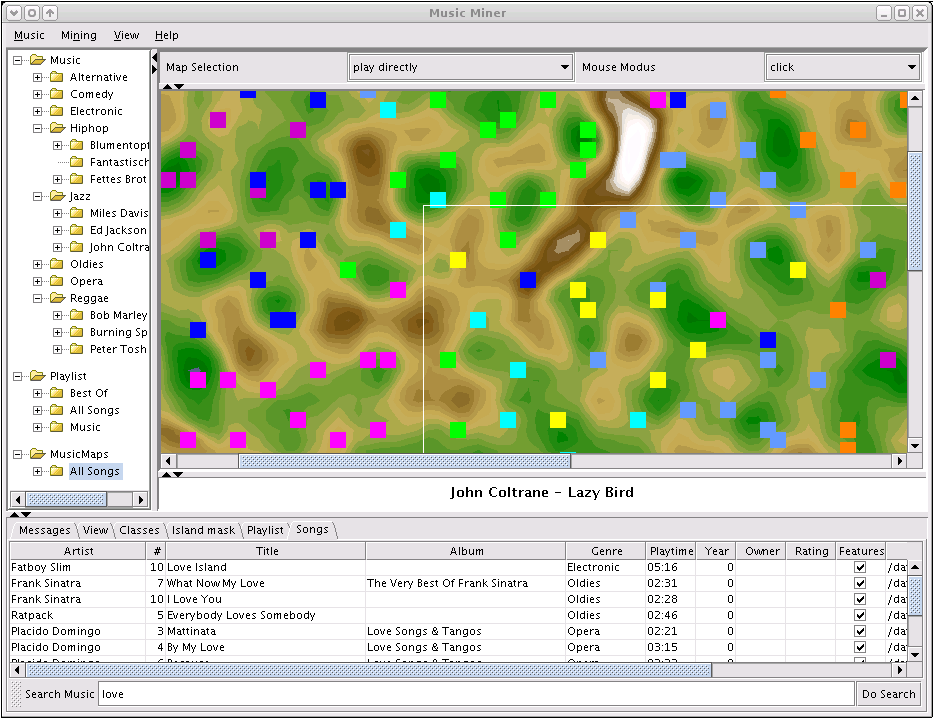 Music Miner
Music Mining View Help
Music
Alternative
Comedy
Electronic
Hiphop
Blumentopf
Fantastisch
Fettes Brot
Jazz
Miles Davis
Ed Jackson
John Coltra
Oldies
Opera
Reggae
Bob Marley
Burning Sp
Peter Tosh
Playlist
Best Of
All Songs
Music
MusicMaps
All Songs
Map Selection play directly Mouse Modus click
John Coltrane - Lazy Bird
Messages View Classes Island mask Playlist Songs
Artist # Title Album Genre Playtime Year Owner Rating Features
Fatboy Slim 10 Love Island Electronic 05:16 0 /da
Frank Sinatra 7 What Now My Love The Very Best Of Frank Sinatra Oldies 02:31 0 /da
Frank Sinatra 10 I Love You Oldies 02:28 0 /da
Ratpack 5 Everybody Loves Somebody Oldies 02:46 0 /da
Placido Domingo 3 Mattinata Love Songs & Tangos Opera 02:21 0 /da
Placido Domingo 4 By My Love Love Songs & Tangos Opera 03:15 0 /da
Search Music love Do Search